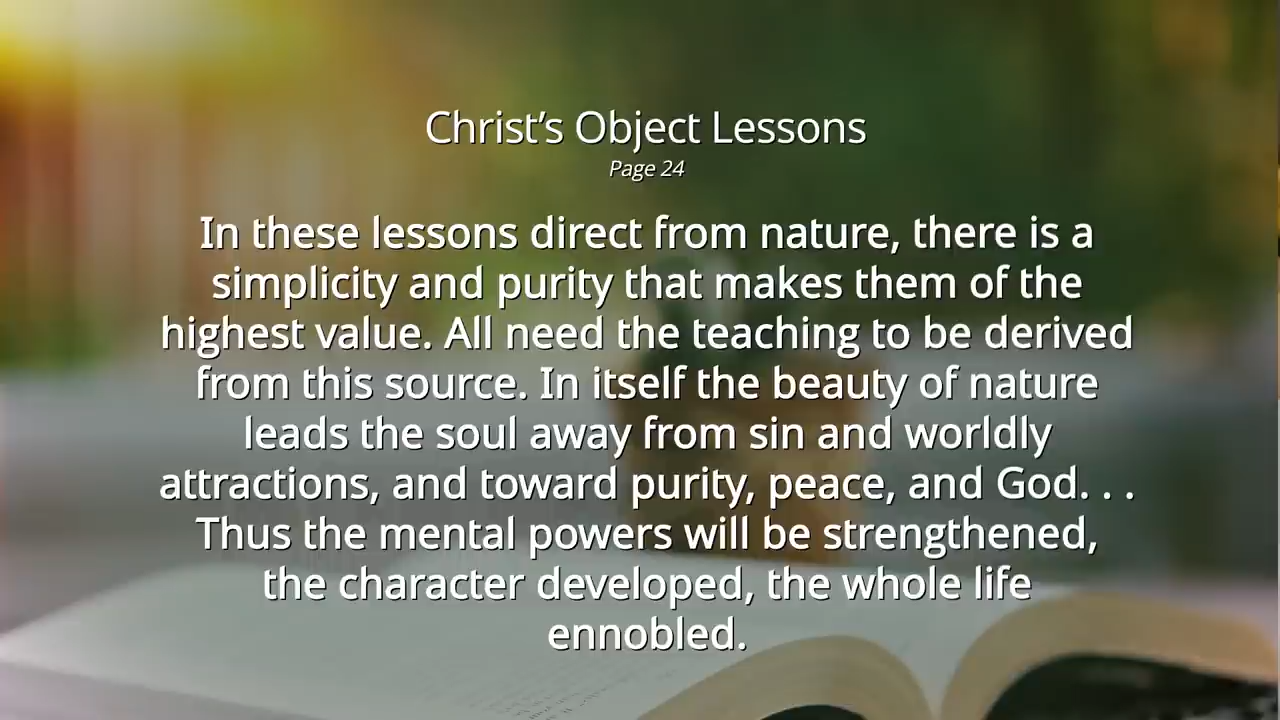 Christ’s Object Lessons
Page 24
In these lessons direct from nature, there is a
simplicity and purity that makes them of the
highest value. All need the teaching to be derived
from this source. In itself the beauty of nature
leads the soul away from sin and worldly
attractions, and toward purity, peace, and God. . .
Thus the mental powers will be strengthened,
the character developed, the whole life
ennobled.